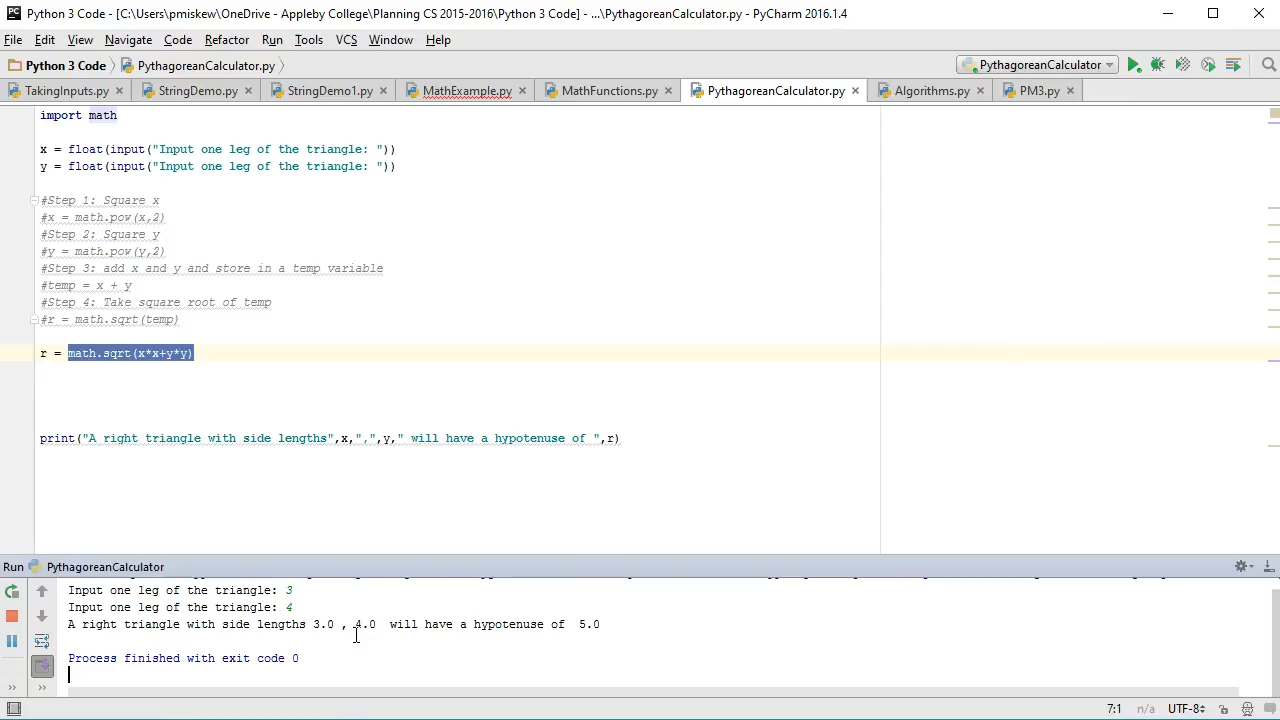 Python 3 Code - [C:\Users\pmiskew\OneDrive - Appleby College\Planning CS 2015-2016\Python 3 Code] - ...\PythagoreanCalculator.py - PyCharm 2016.1.4
File Edit View Navigate Code Refactor Run Tools VCS Window Help
Python 3 Code PythagoreanCalculator.py PythagoreanCalculator
TakingInputs.py StringDemo.py StringDemo1.py MathExample.py MathFunctions.py PythagoreanCalculator.py Algorithms.py PM3.py
import math
x = float(input("Input one leg of the triangle: "))
y = float(input("Input one leg of the triangle: "))
#Step 1: Square x
#x = math.pow(x,2)
#Step 2: Square y
#y = math.pow(y,2)
#Step 3: add x and y and store in a temp variable
#temp = x + y
#Step 4: Take square root of temp
#r = math.sqrt(temp)
r = math.sqrt(x*x+y*y)
print("A right triangle with side lengths",x,",",y," will have a hypotenuse of ",r)
Run PythagoreanCalculator
Input one leg of the triangle: 3
Input one leg of the triangle: 4
A right triangle with side lengths 3.0 , 4.0  will have a hypotenuse of  5.0
Process finished with exit code 0
7:1 n/a UTF-8